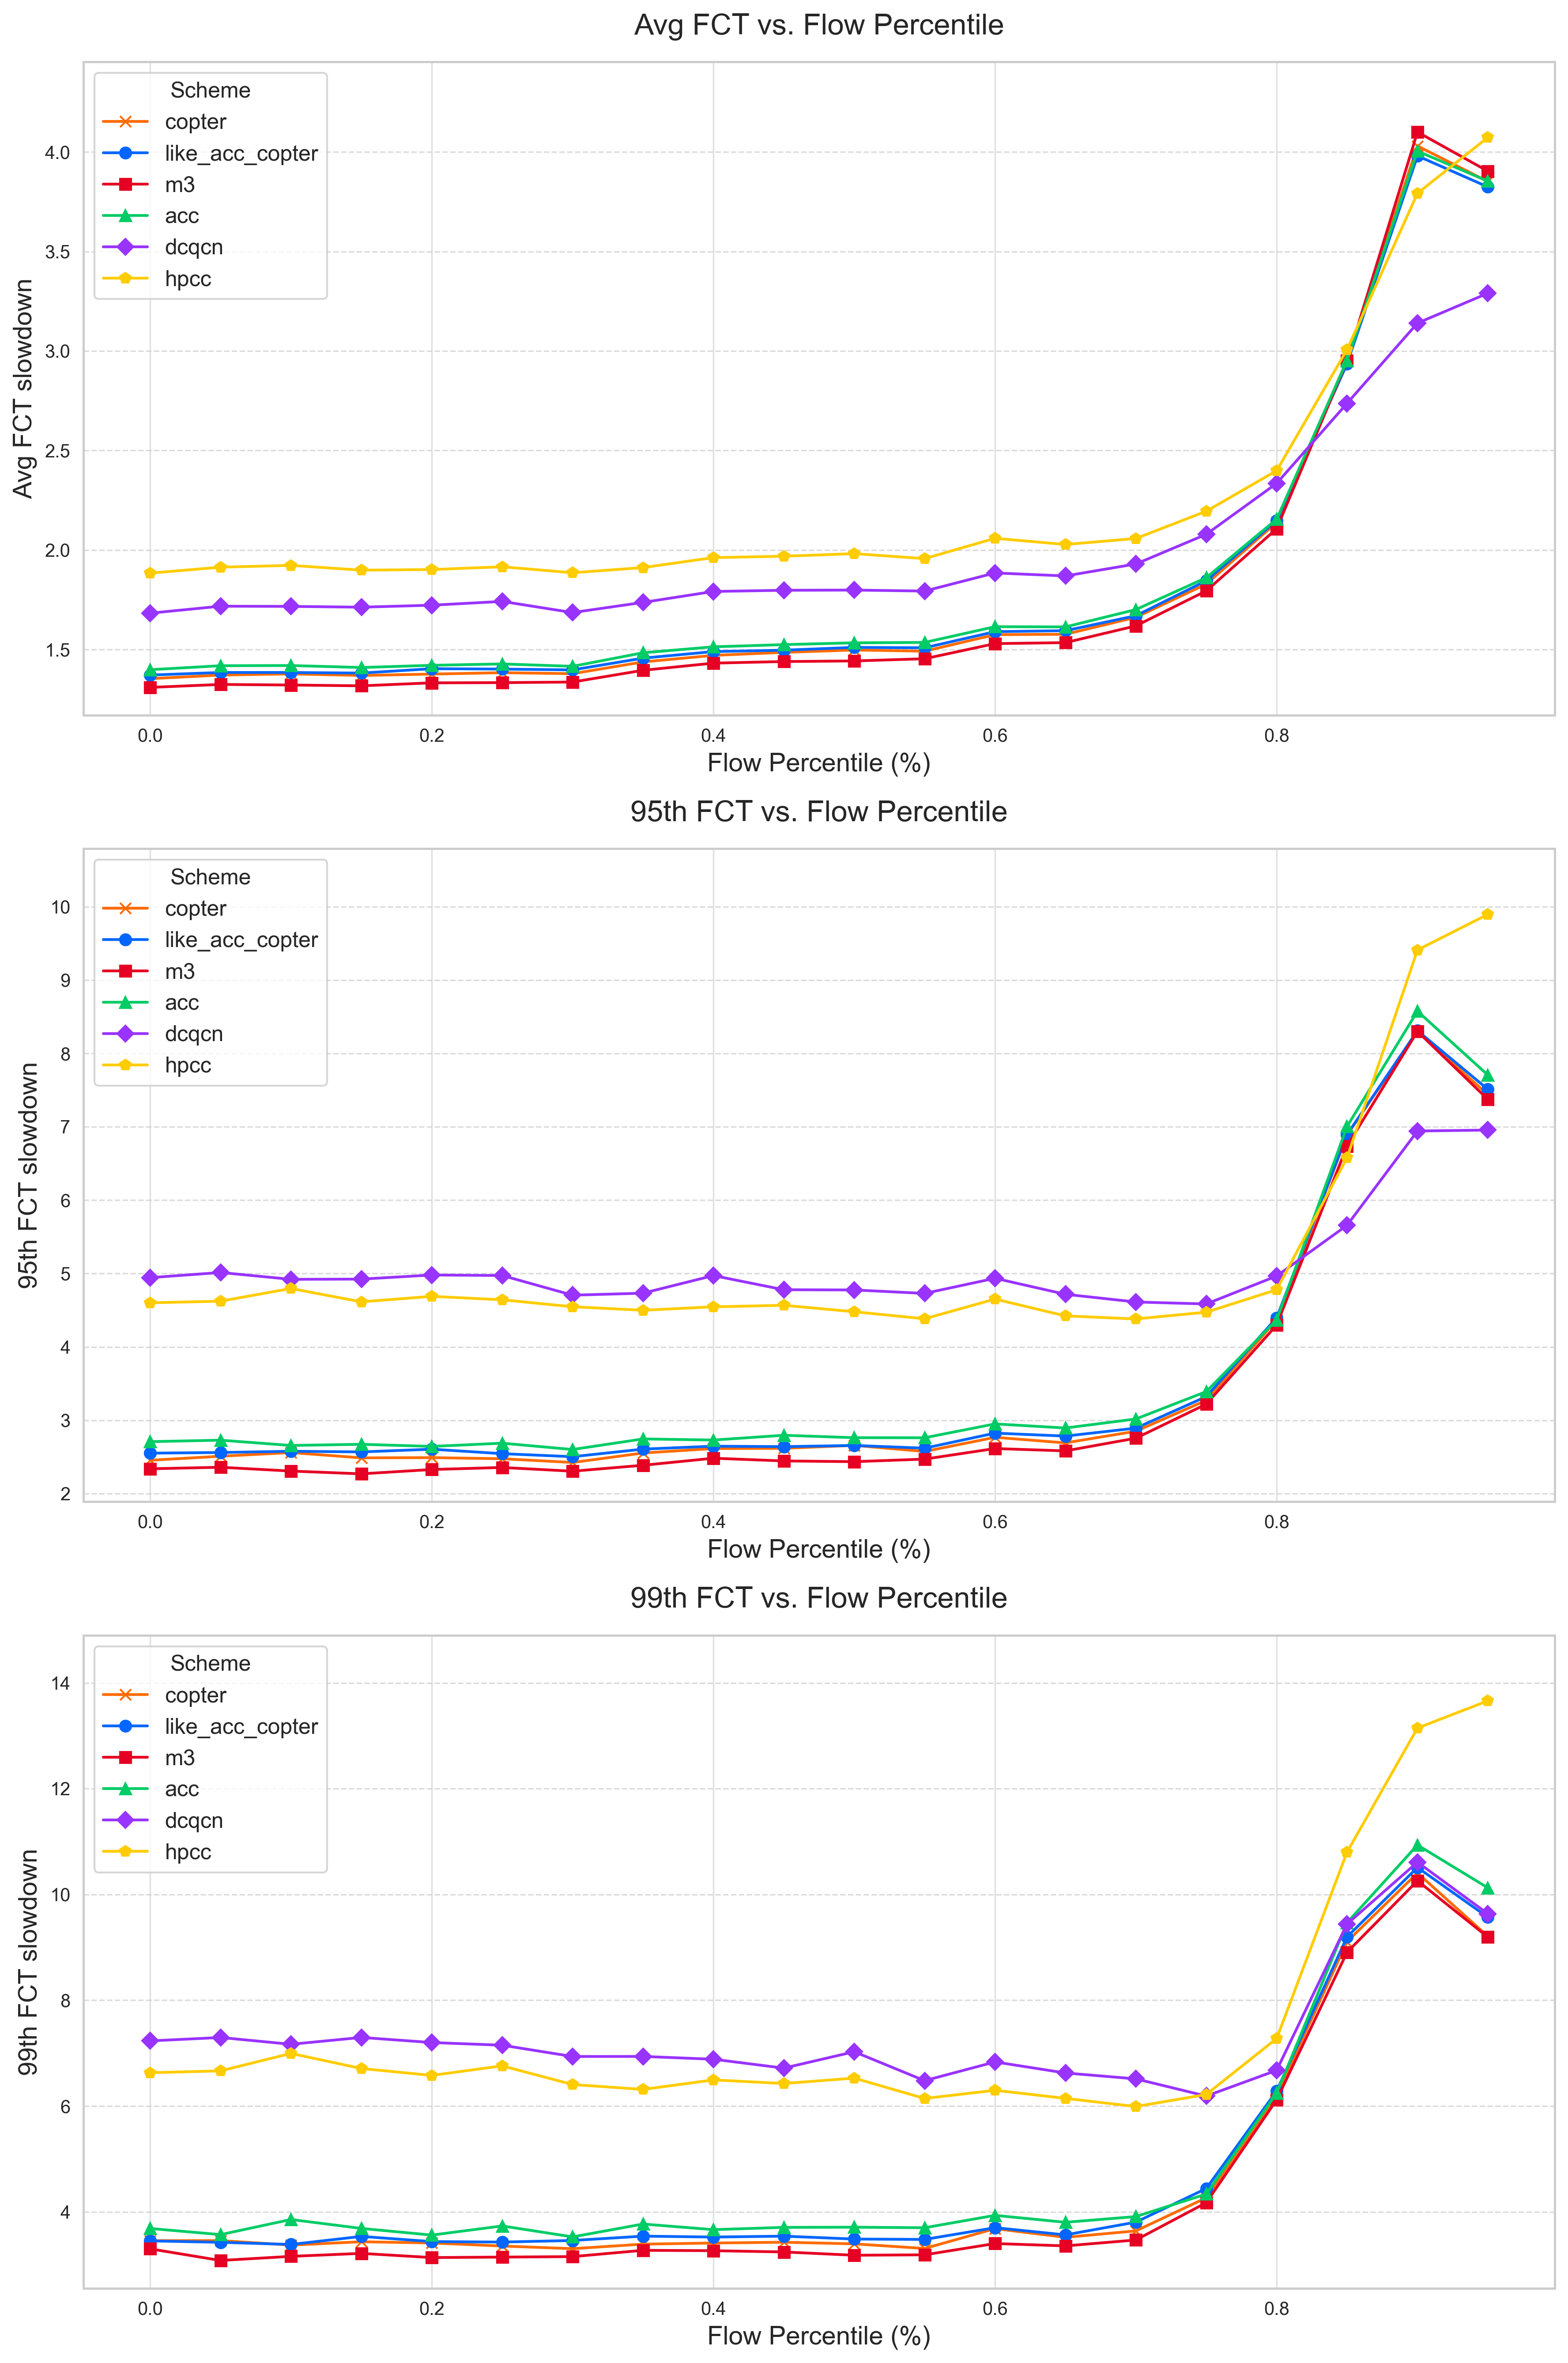 Avg FCT vs. Flow Percentile
Scheme
copter
like_acc_copter
m3
acc
dcqcn
hpcc
Avg FCT slowdown
4.0
3.5
3.0
2.5
2.0
1.5
0.0 0.2 0.4 0.6 0.8
Flow Percentile (%)
95th FCT vs. Flow Percentile
Scheme
copter
like_acc_copter
m3
acc
dcqcn
hpcc
95th FCT slowdown
10
9
8
7
6
5
4
3
2
0.0 0.2 0.4 0.6 0.8
Flow Percentile (%)
99th FCT vs. Flow Percentile
Scheme
copter
like_acc_copter
m3
acc
dcqcn
hpcc
99th FCT slowdown
14
12
10
8
6
4
0.0 0.2 0.4 0.6 0.8
Flow Percentile (%)